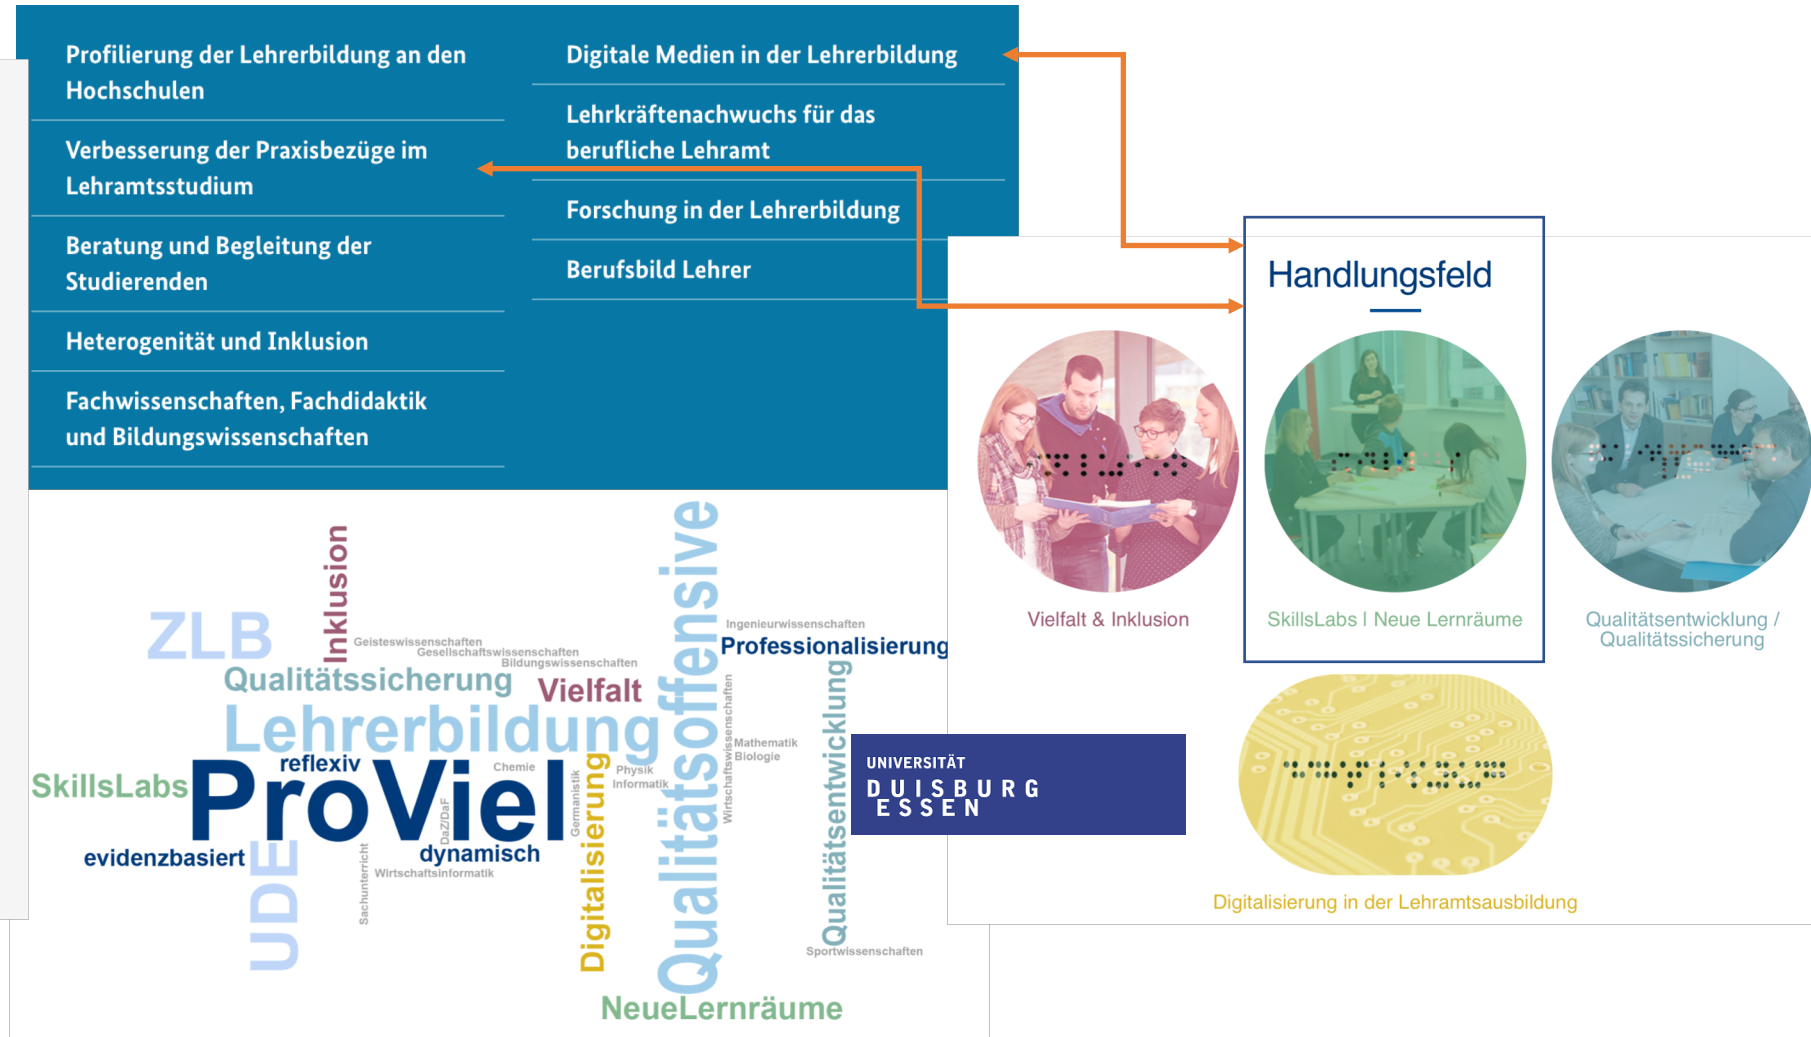 Profilierung der Lehrerbildung an den
Hochschulen
Verbesserung der Praxisbezüge im
Lehramtsstudium
Beratung und Begleitung der
Studierenden
Heterogenität und Inklusion
Fachwissenschaften, Fachdidaktik
und Bildungswissenschaften
Digitale Medien in der Lehrerbildung
Lehrkräftenachwuchs für das
berufliche Lehramt
Forschung in der Lehrerbildung
Berufsbild Lehrer
Handlungsfeld
Vielfalt & Inklusion
SkillsLabs | Neue Lernräume
Qualitätsentwicklung /
Qualitätssicherung
Digitalisierung in der Lehramtsausbildung
UNIVERSITÄT
DUISBURG
ESSEN
ZLB
Inklusion
Geisteswissenschaften
Gesellschaftswissenschaften
Bildungswissenschaften
Qualitätssicherung
Vielfalt
Lehrerbildung
reflexiv
SkillsLabs
ProViel
Chemie
DaZ/DaF
Germanistik
evidenzbasiert
dynamisch
UDE
Sachunterricht
Wirtschaftsinformatik
Digitalisierung
Physik
Informatik
Qualitätsoffensive
Ingenieurwissenschaften
Professionalisierung
Wirtschaftswissenschaften
Mathematik
Biologie
Qualitätsentwicklung
Sportwissenschaften
NeueLernräume